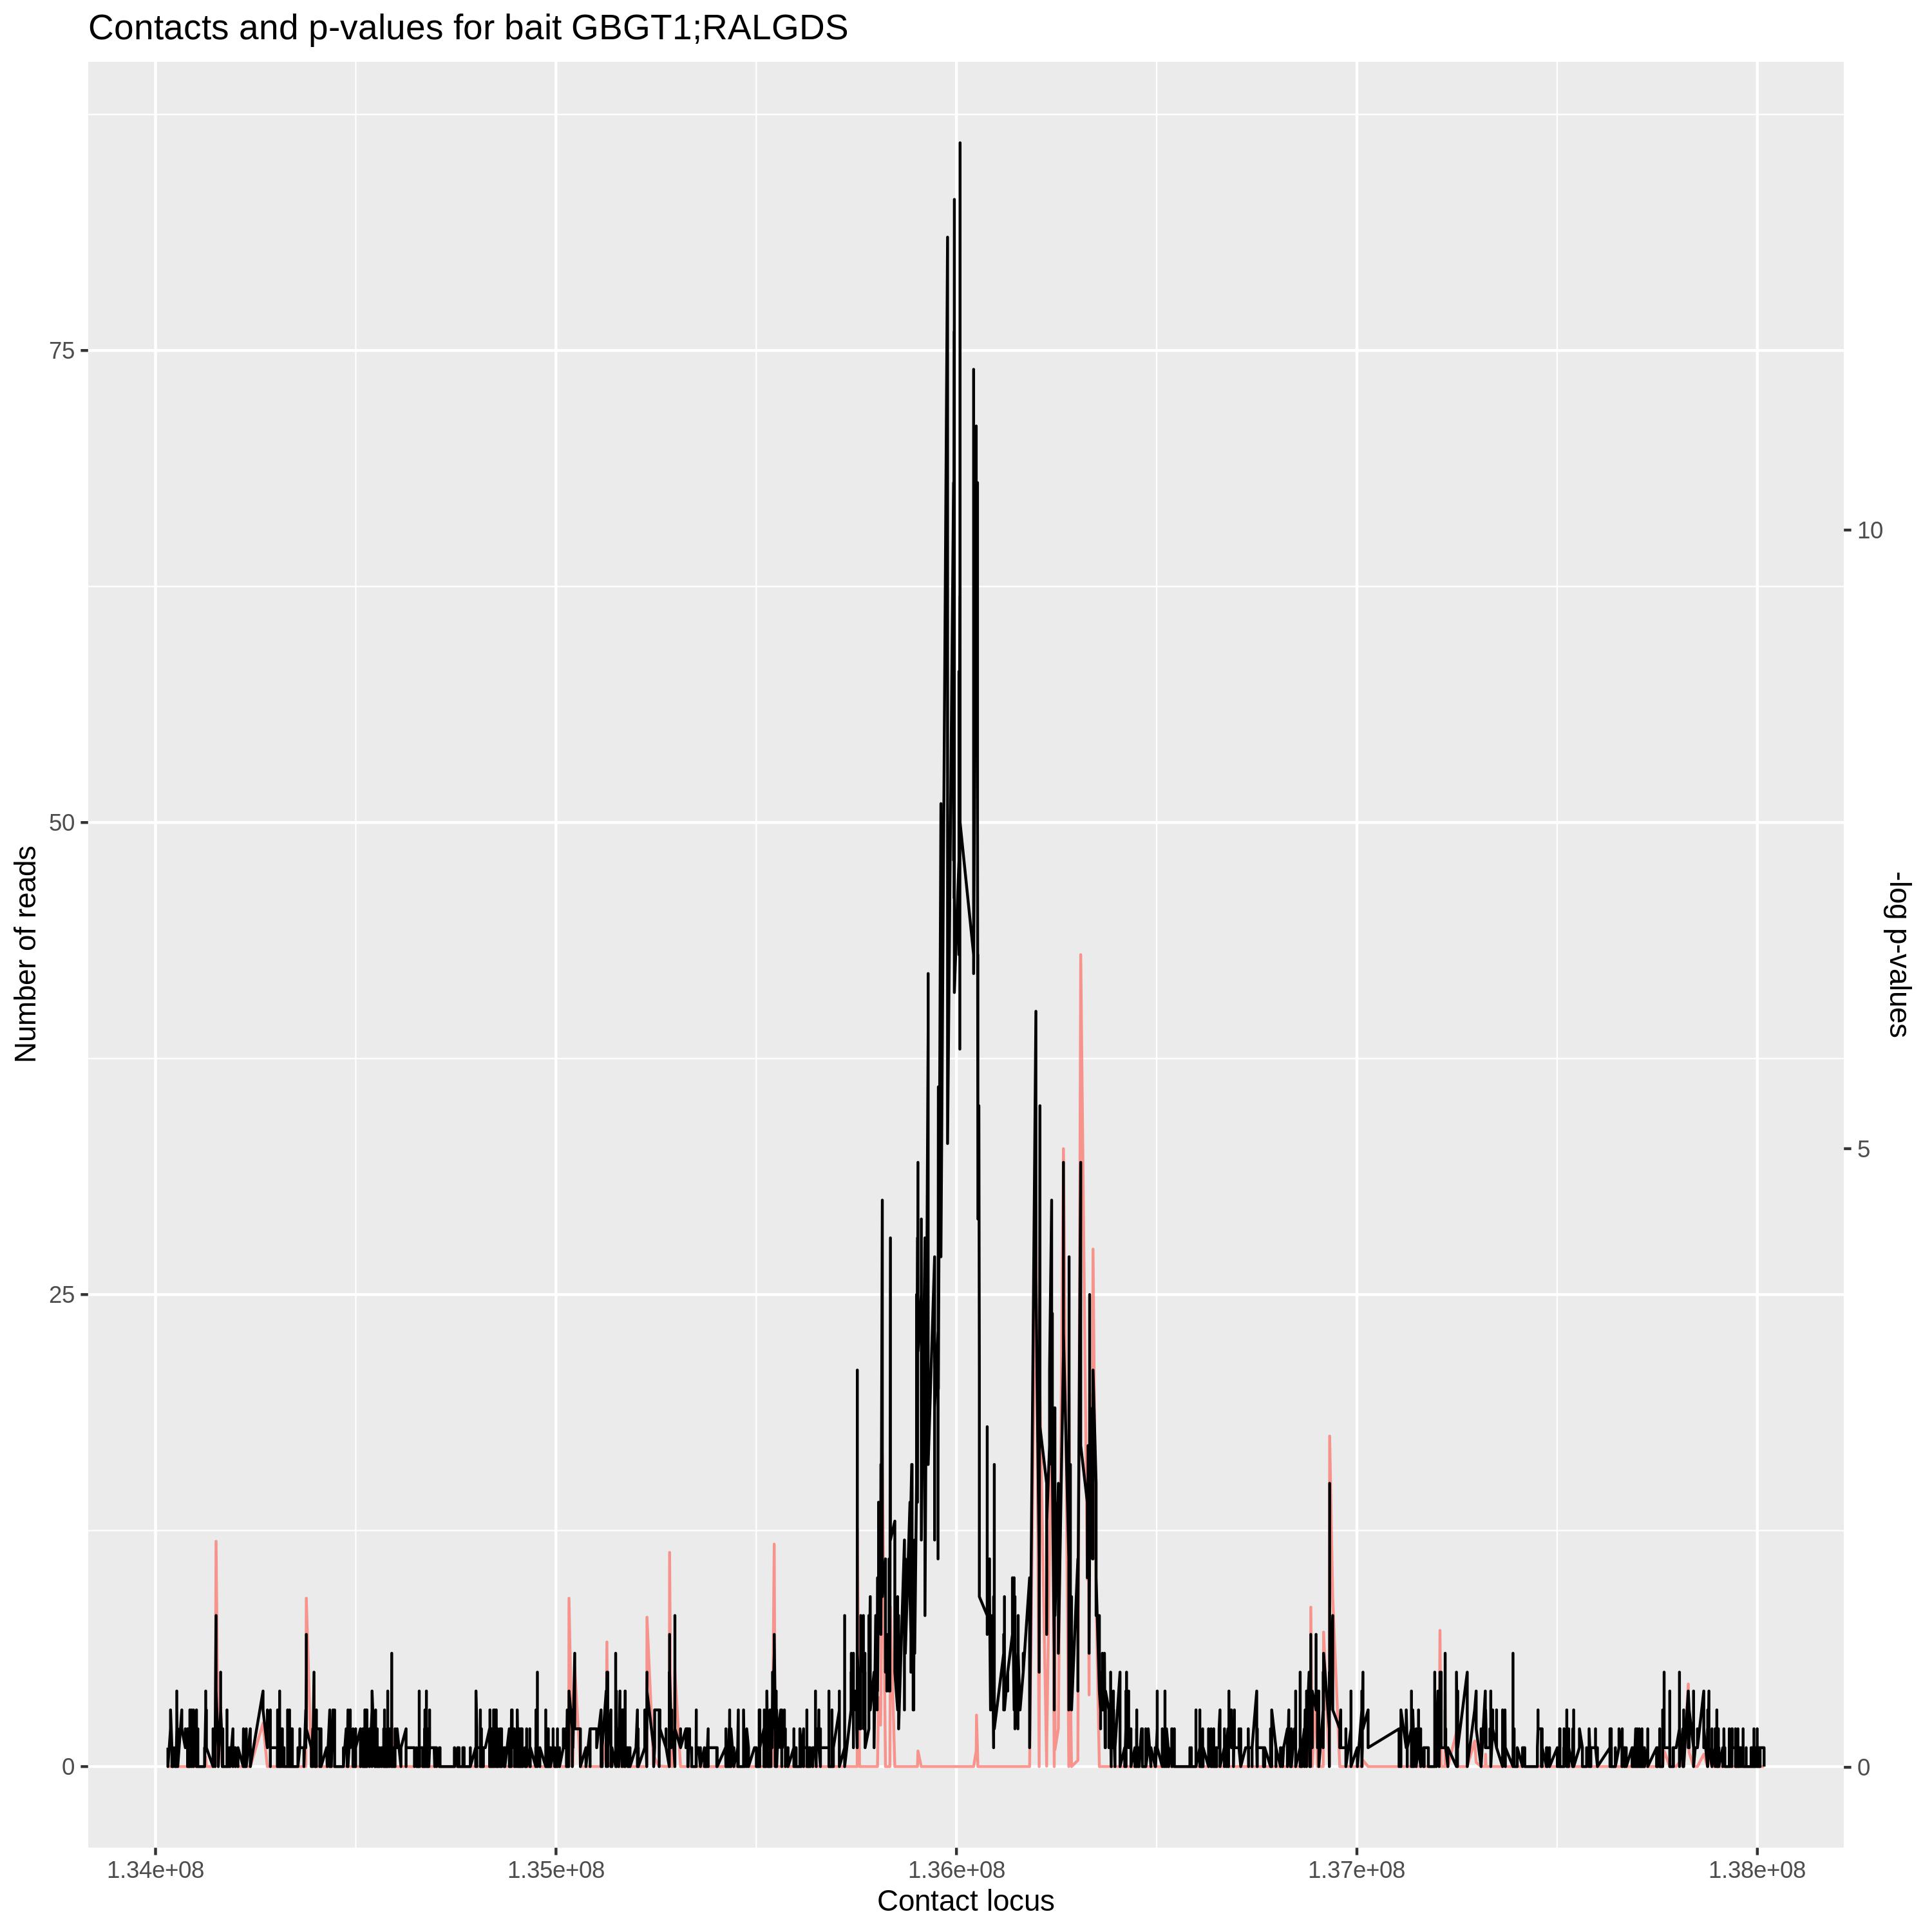 Contacts and p-values for bait GBGT1;RALGDS
Number of reads
75
50
25
0
10
5
0
-log p-values
1.34e+08
1.35e+08
1.36e+08
1.37e+08
1.38e+08
Contact locus